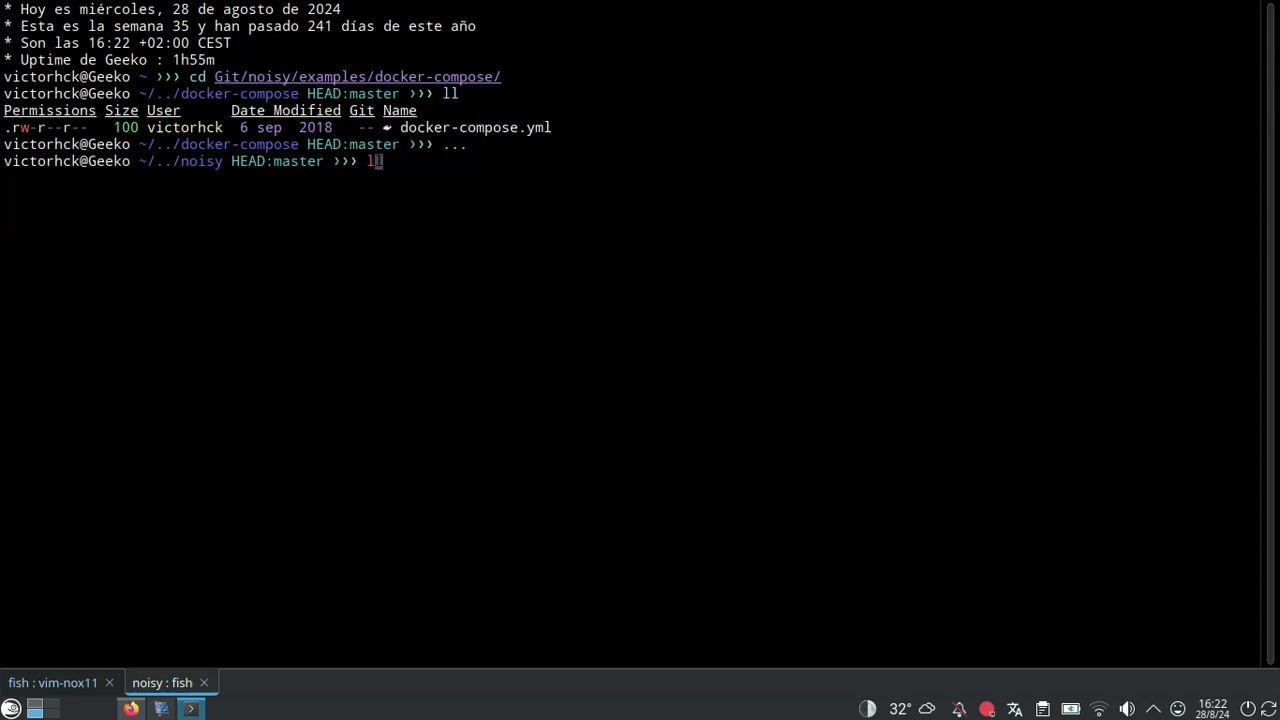 * Hoy es miércoles, 28 de agosto de 2024
* Esta es la semana 35 y han pasado 241 días de este año
* Son las 16:22 +02:00 CEST
* Uptime de Geeko : 1h55m
victorhck@Geeko ~ ❯❯❯ cd Git/noisy/examples/docker-compose/
victorhck@Geeko ~/../docker-compose HEAD:master ❯❯❯ ll
Permissions Size User Date Modified Git Name
.rw-r--r-- 100 victorhck 6 sep 2018 -- docker-compose.yml
victorhck@Geeko ~/../docker-compose HEAD:master ❯❯❯ ...
victorhck@Geeko ~/../noisy HEAD:master ❯❯❯ ll
fish : vim-nox11
noisy : fish
32°
16:22
28/8/24